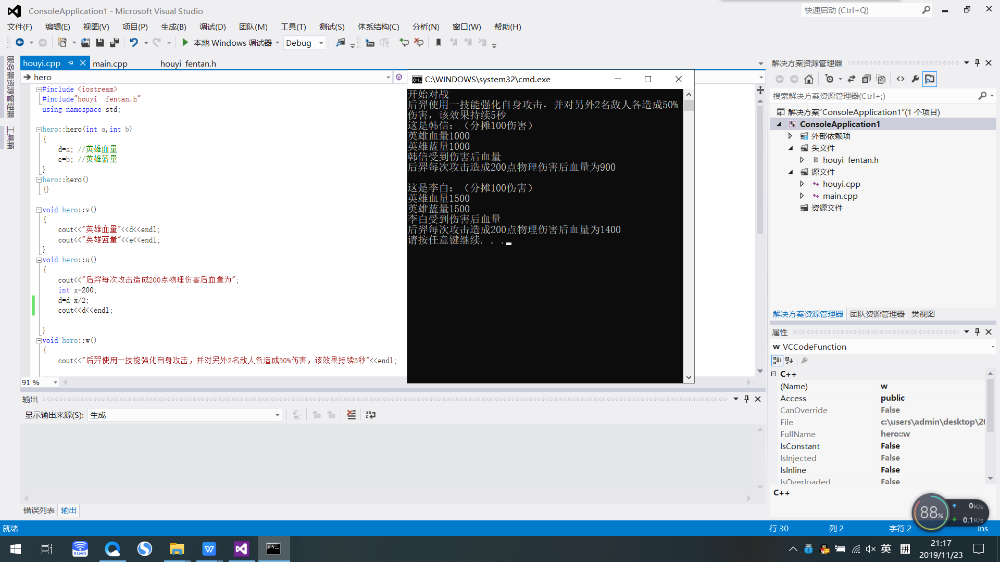 ConsoleApplication1 - Microsoft Visual Studio
快速启动 (Ctrl+Q)
文件(F) 编辑(E) 视图(V) 项目(P) 生成(B) 调试(D) 团队(M) 工具(T) 测试(S) 体系结构(C) 分析(N) 窗口(W) 帮助(H)
本地 Windows 调试器 Debug
服务器资源管理器
工具箱
houyi.cpp main.cpp houyi fentan.h
hero
#include <iostream>
#include"houyi  fentan.h"
using namespace std;
hero::hero(int a,int b)
{
d=a; //英雄血量
e=b; //英雄蓝量
}
hero::hero()
{}
void hero::v()
{
cout<<"英雄血量"<<d<<endl;
cout<<"英雄蓝量"<<e<<endl;
}
void hero::u()
{
cout<<"后羿每次攻击造成200点物理伤害后血量为";
int x=200;
d=d-x/2;
cout<<d<<endl;
}
void hero::w()
{
cout<<"后羿使用一技能强化自身攻击，并对另外2名敌人各造成50%伤害，该效果持续5秒"<<endl;
91 %
C:\WINDOWS\system32\cmd.exe
开始对战
后羿使用一技能强化自身攻击，并对另外2名敌人各造成50%
伤害，该效果持续5秒
这是韩信：（分摊100伤害）
英雄血量1000
英雄蓝量1000
韩信受到伤害后血量
后羿每次攻击造成200点物理伤害后血量为900
这是李白：（分摊100伤害）
英雄血量1500
英雄蓝量1500
李白受到伤害后血量
后羿每次攻击造成200点物理伤害后血量为1400
请按任意键继续. . .
输出
显示输出来源(S): 生成
错误列表 输出
解决方案资源管理器
搜索解决方案资源管理器(Ctrl+;)
解决方案"ConsoleApplication1"(1 个项目)
ConsoleApplication1
外部依赖项
头文件
houyi fentan.h
源文件
houyi.cpp
main.cpp
资源文件
解决方案资源管理器 团队资源管理器 类视图
属性
w VCCodeFunction
C++
(Name) w
Access public
CanOverride False
File c:\users\admin\desktop\20
FullName hero::w
IsConstant False
IsInjected False
IsInline False
IsOverloaded False
C++
88%
0K/s
0.1K/s
就绪 行 30 列 2 字符 2 Ins
91wifi
英 拼
21:17
2019/11/23